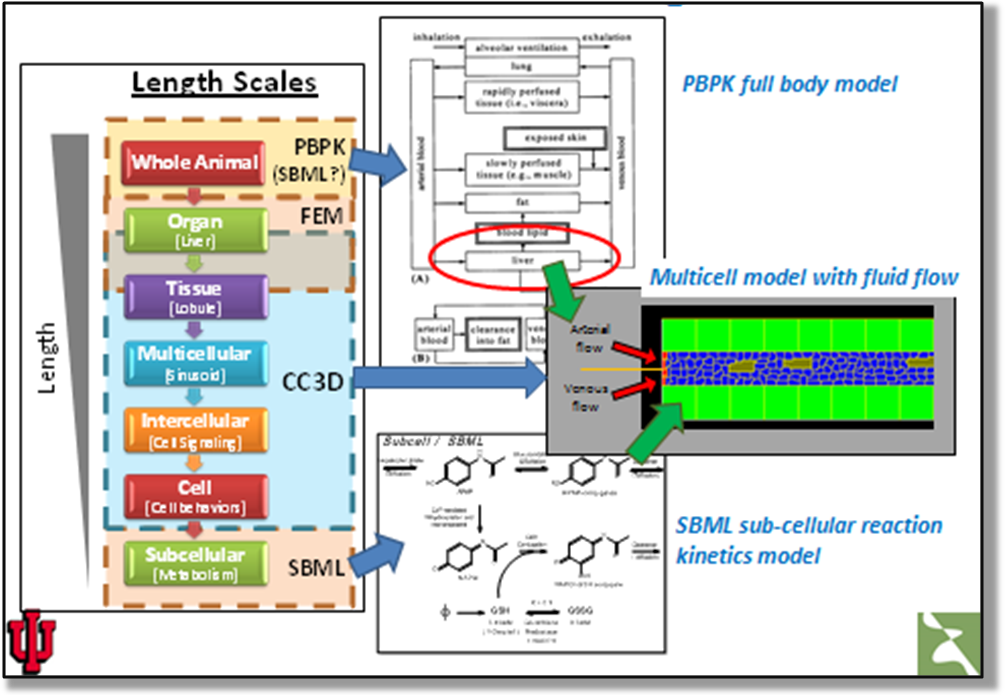 Length Scales
Length
Whole Animal
PBPK
(SBML?)
Organ
[Liver]
FEM
Tissue
[Lobule]
Multicellular
[Sinusoid]
CC3D
Intercellular
[Cell Signaling]
Cell
[Cell behaviors]
Subcellular
[Metabolism]
SBML
inhalation
exhalation
alveolar ventilation
lung
rapidly perfused
tissue (i.e., viscera)
exposed skin
slowly perfused
tissue (e.g., muscle)
fat
blood lipid
liver
arterial blood
venous blood
(A)
arterial
blood
clearance
into fat
(B)
PBPK full body model
Multicell model with fluid flow
Arterial
flow
Venous
flow
Subcell / SBML
GSH
GSSG
SBML sub-cellular reaction
kinetics model